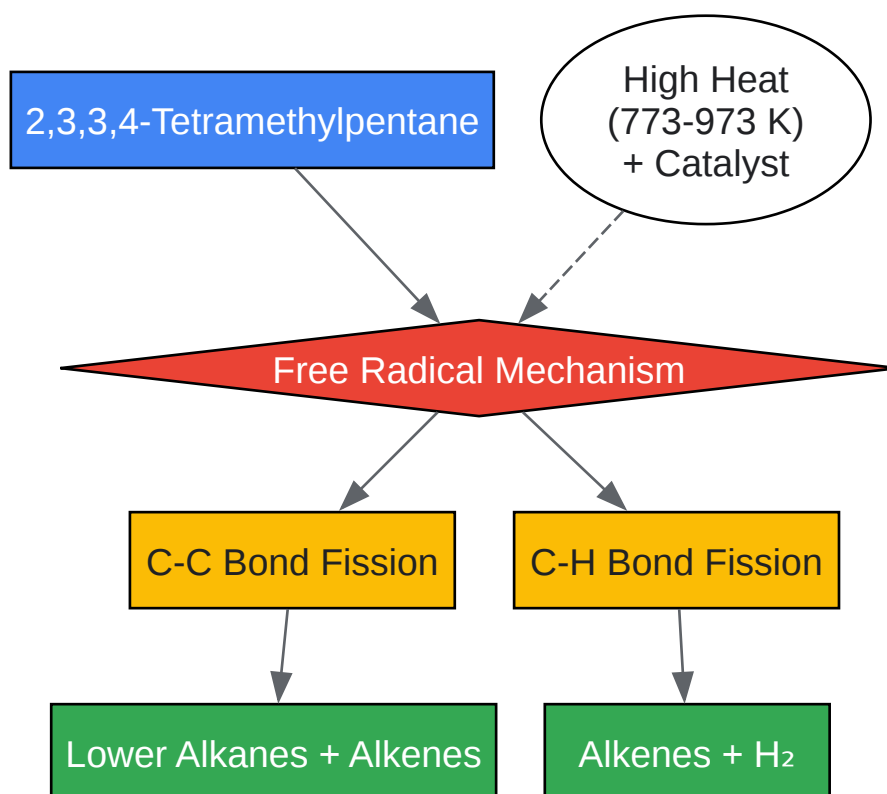 2,3,3,4-Tetramethylpentane
High Heat
(773-973 K)
+ Catalyst
Free Radical Mechanism
C-C Bond Fission
C-H Bond Fission
Lower Alkanes + Alkenes
Alkenes + H₂